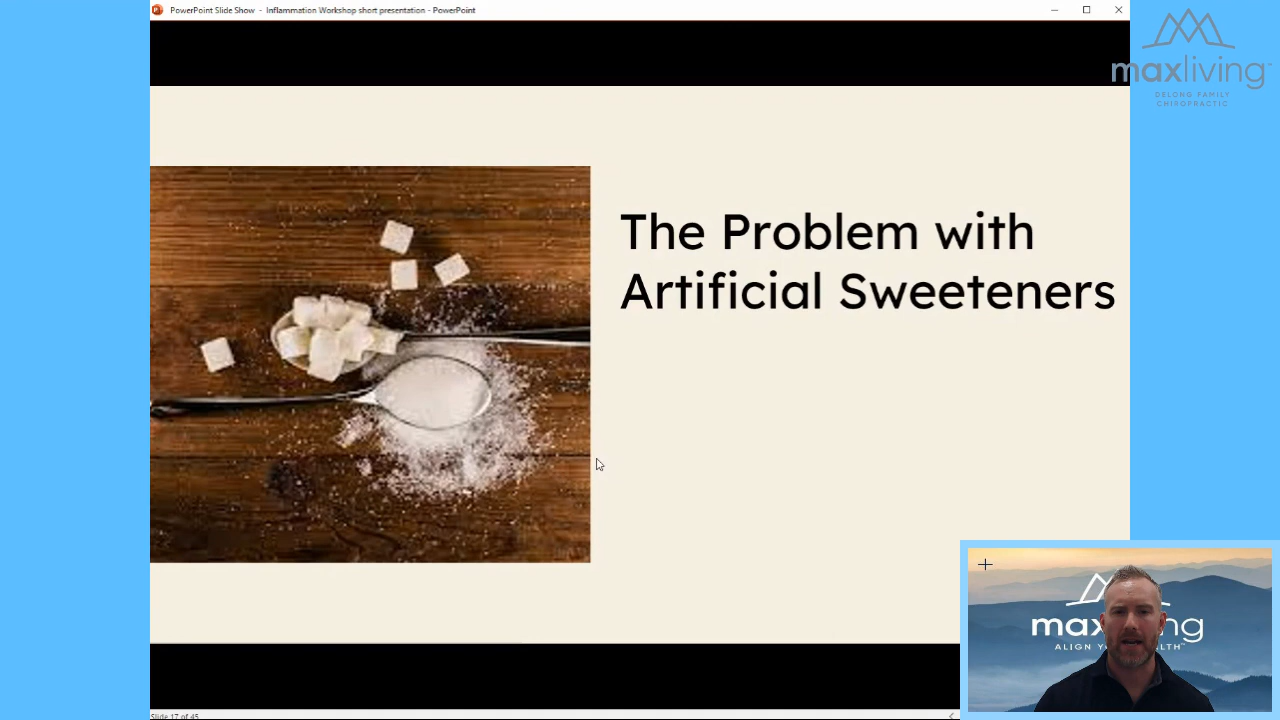 PowerPoint Slide Show - Inflammation Workshop short presentation - PowerPoint
maxliving
DELONG FAMILY
CHIROPRACTIC
The Problem with
Artificial Sweeteners
Slide 17 of 45